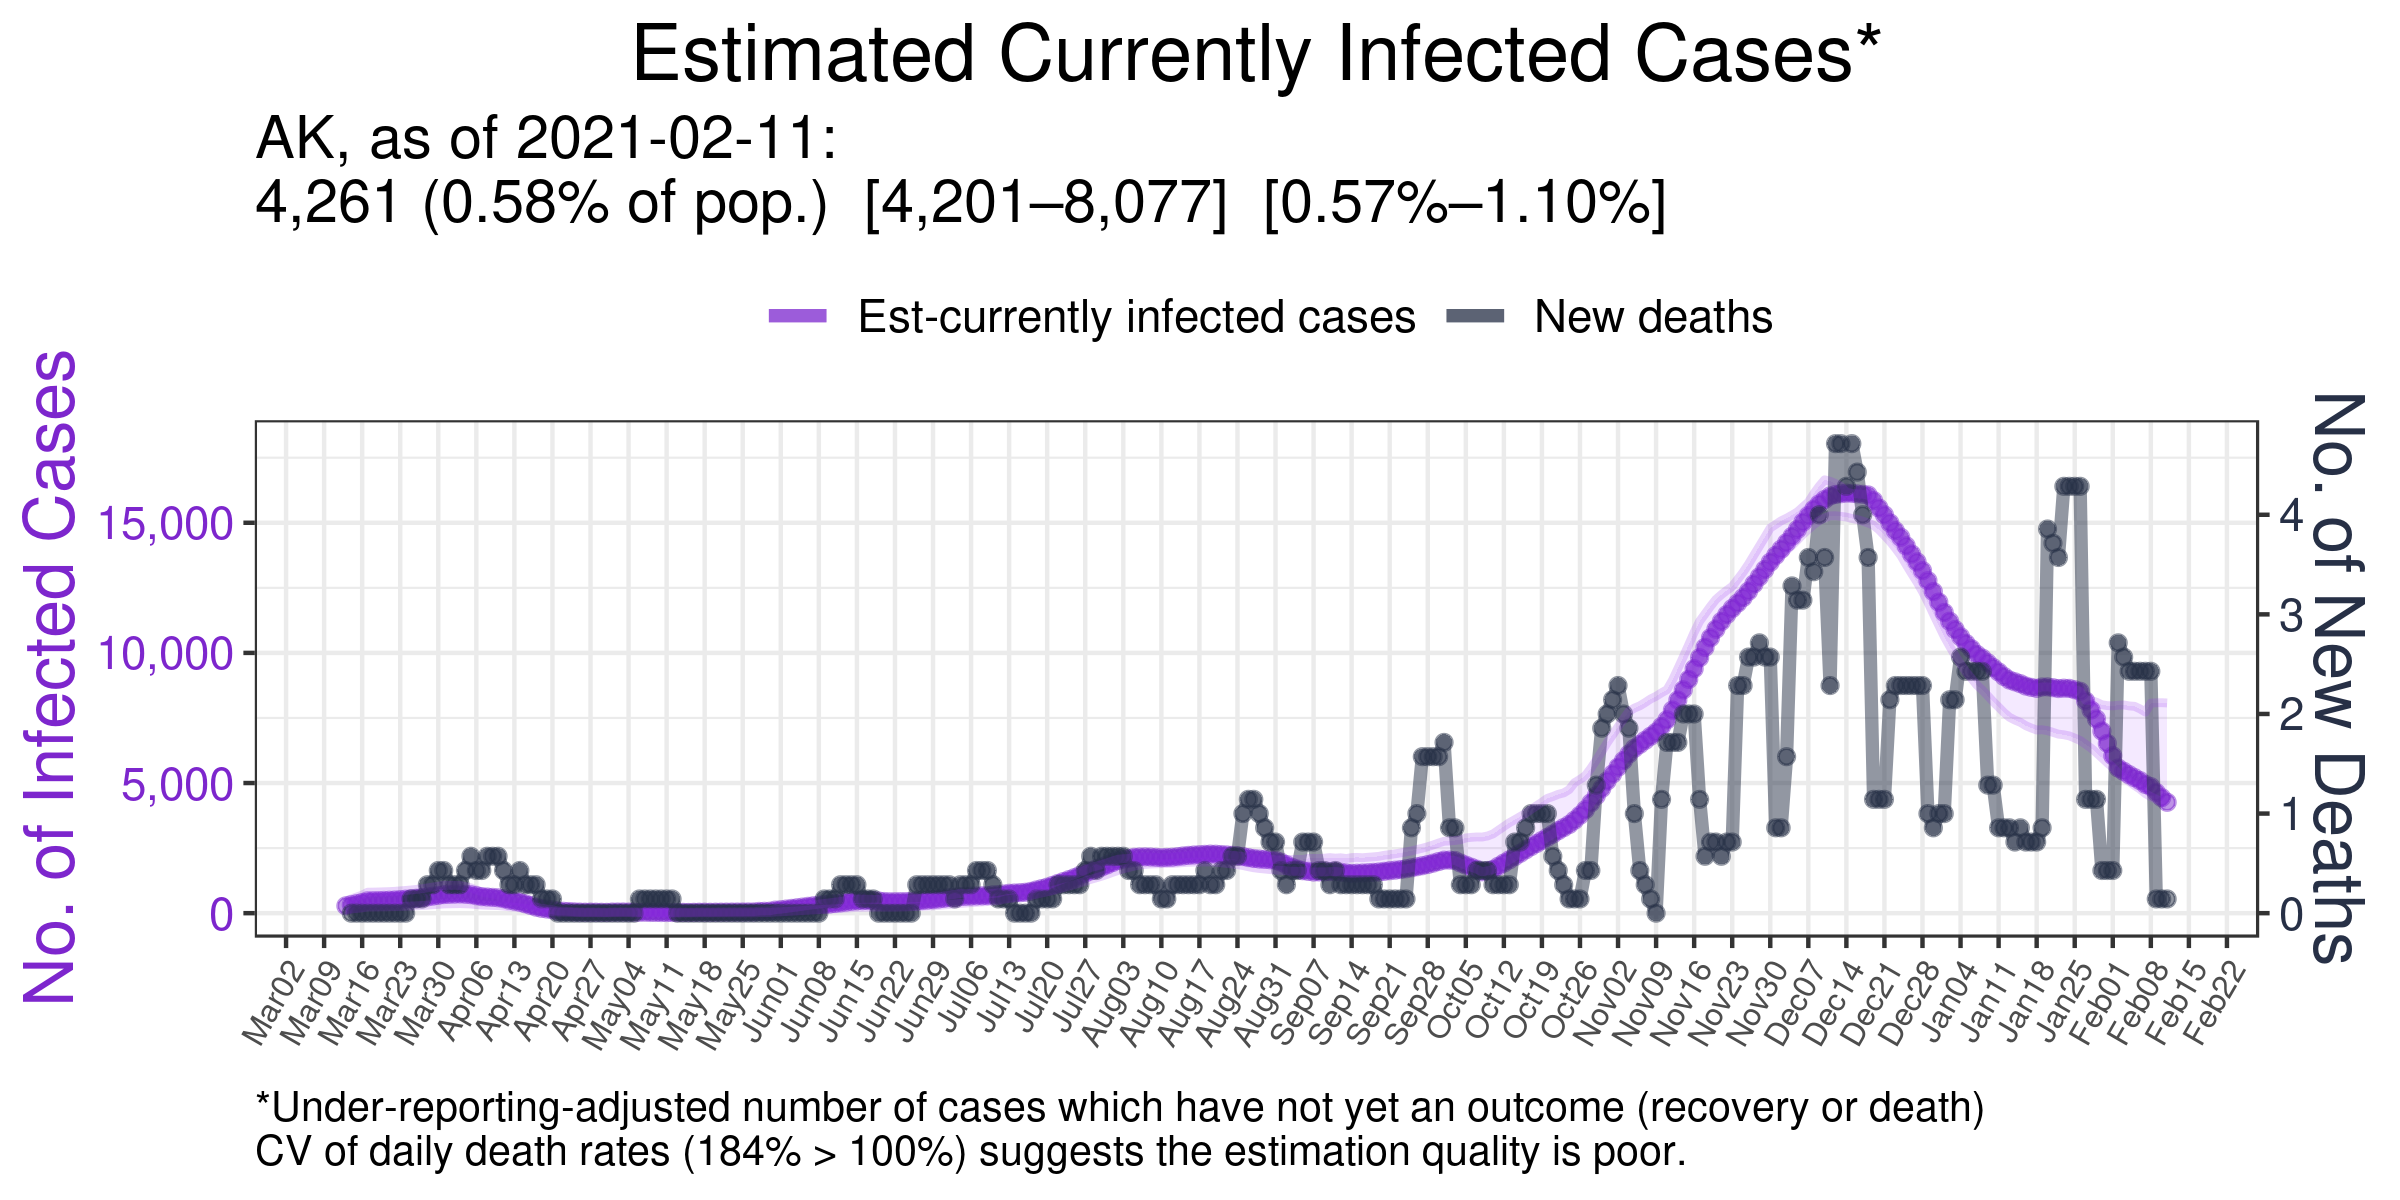 Estimated Currently Infected Cases*
AK, as of 2021-02-11:
4,261 (0.58% of pop.) [4,201–8,077] [0.57%–1.10%]
Est-currently infected cases
New deaths
No. of Infected Cases
15,000
10,000
5,000
0
4
3
2
1
0
No. of New Deaths
Mar02
Mar09
Mar16
Mar23
Mar30
Apr06
Apr13
Apr20
Apr27
May04
May11
May18
May25
Jun01
Jun08
Jun15
Jun22
Jun29
Jul06
Jul13
Jul20
Jul27
Aug03
Aug10
Aug17
Aug24
Aug31
Sep07
Sep14
Sep21
Sep28
Oct05
Oct12
Oct19
Oct26
Nov02
Nov09
Nov16
Nov23
Nov30
Dec07
Dec14
Dec21
Dec28
Jan04
Jan11
Jan18
Jan25
Feb01
Feb08
Feb15
Feb22
*Under-reporting-adjusted number of cases which have not yet an outcome (recovery or death)
CV of daily death rates (184% > 100%) suggests the estimation quality is poor.